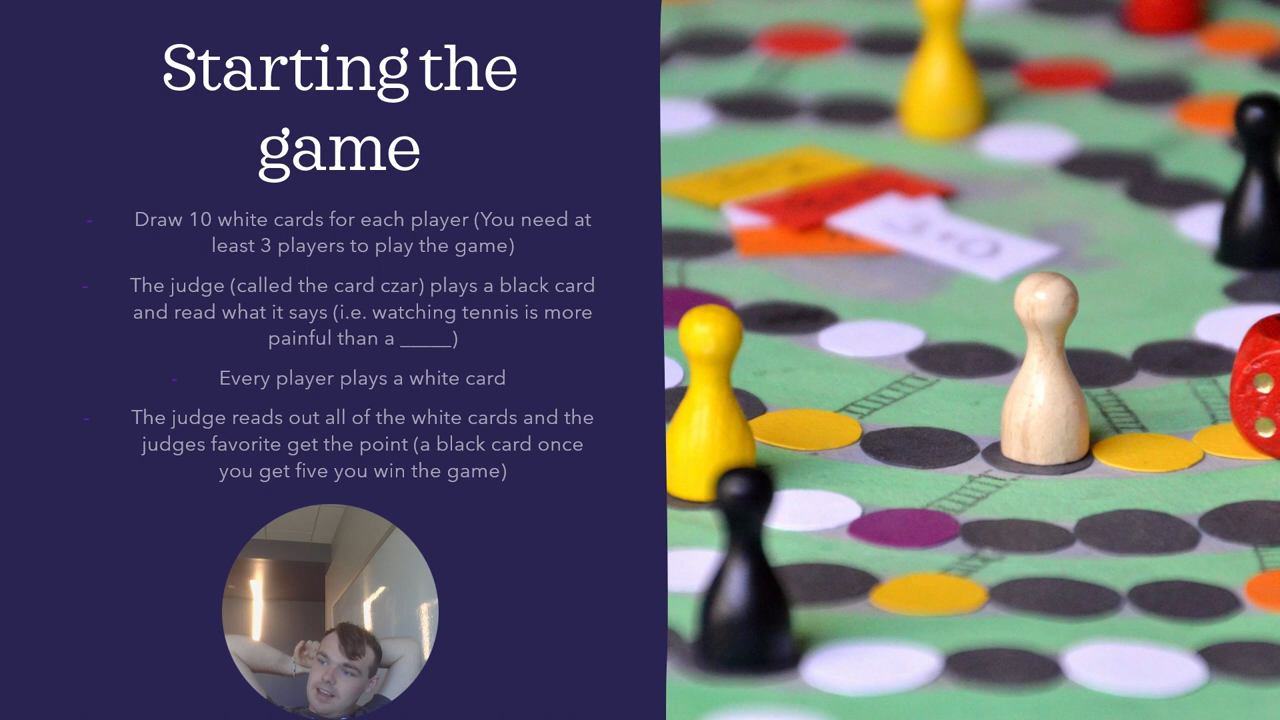 Starting the
game
- Draw 10 white cards for each player (You need at
least 3 players to play the game)
- The judge (called the card czar) plays a black card
and read what it says (i.e. watching tennis is more
painful than a _____)
- Every player plays a white card
- The judge reads out all of the white cards and the
judges favorite get the point (a black card once
you get five you win the game)